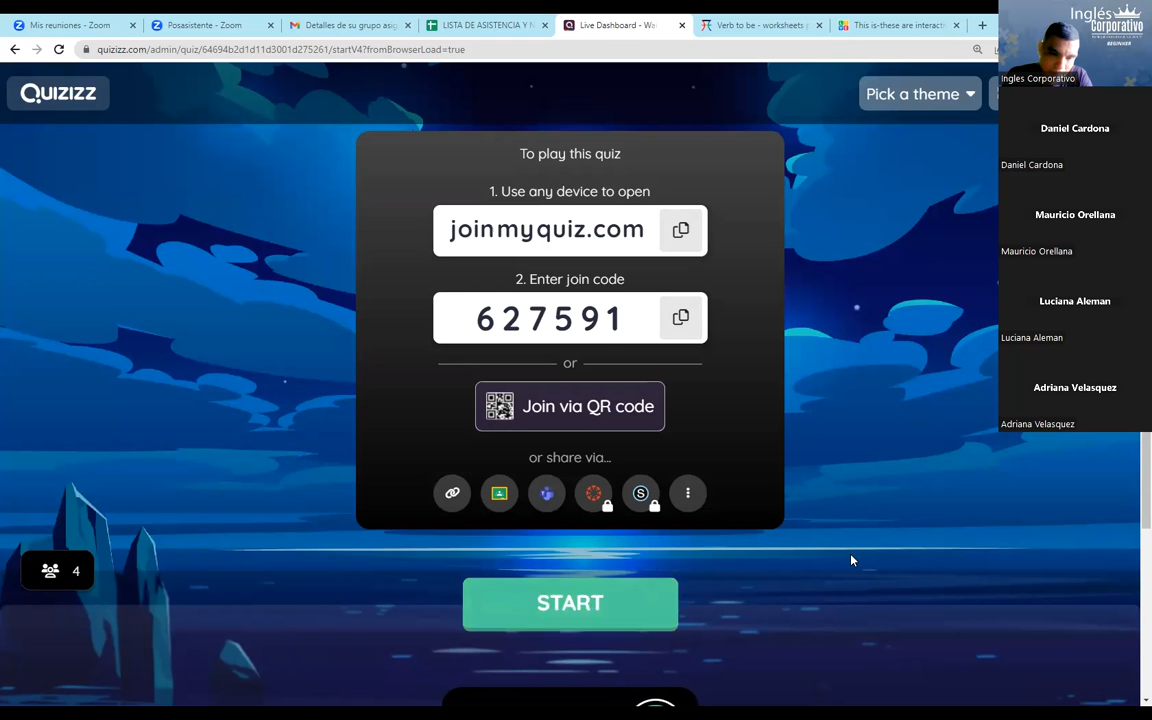 Mis reuniones - Zoom
Posasistente - Zoom
Detalles de su grupo asig
LISTA DE ASISTENCIA Y N
Live Dashboard - Wai
Verb to be - worksheets
This is-these are interacti
quizizz.com/admin/quiz/64694b2d1d11d3001d275261/startV4?fromBrowserLoad=true
QUIZIZZ
Pick a theme
To play this quiz
1. Use any device to open
joinmyquiz.com
2. Enter join code
627591
or
Join via QR code
or share via...
4
START
Inglés
Corporativo
BEGINNER
Ingles Corporativo
Daniel Cardona
Daniel Cardona
Mauricio Orellana
Mauricio Orellana
Luciana Aleman
Luciana Aleman
Adriana Velasquez
Adriana Velasquez